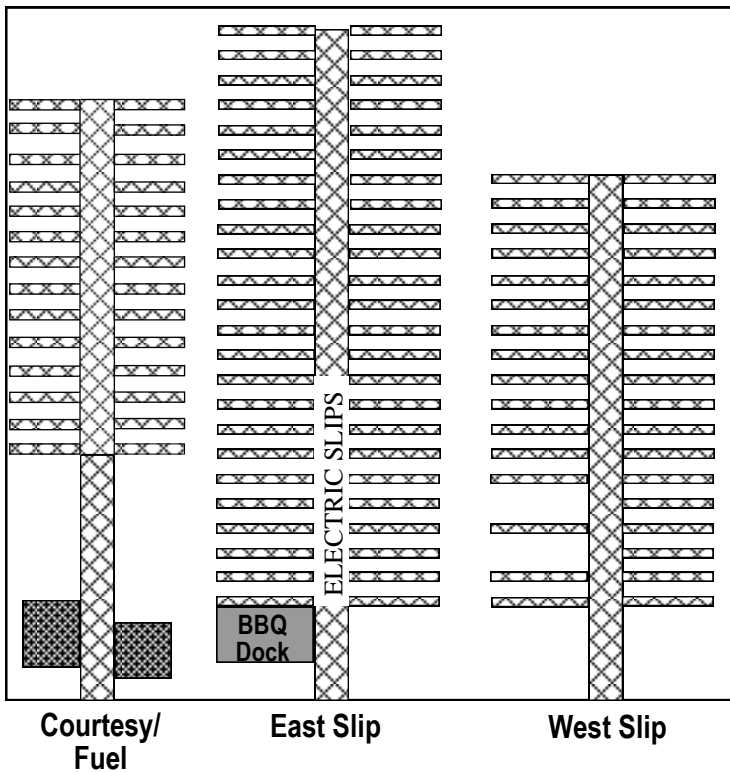 ELECTRIC SLIPS
BBQ
Dock
Courtesy/
Fuel
East Slip
West Slip